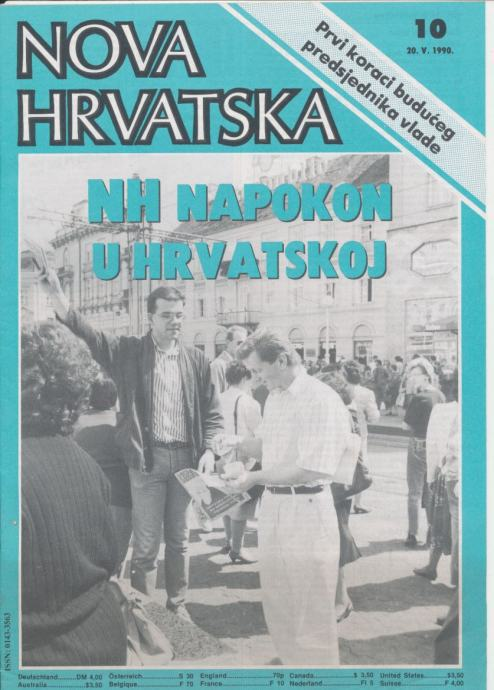 NOVA
HRVATSKA
Prvi koraci budućeg
predsjednika vlade
10
20. V. 1990.
NH NAPOKON
U HRVATSKOJ
ISSN: 0143-3563
Deutschland........DM 4,00 Österreich............S 30 England...............70p Canada...............$ 3,50 United States........$3,50
Australia..............$3,50 Belgique..............F 70 France................F 10 Nederland............Fl 5 Suisse................F 4,00